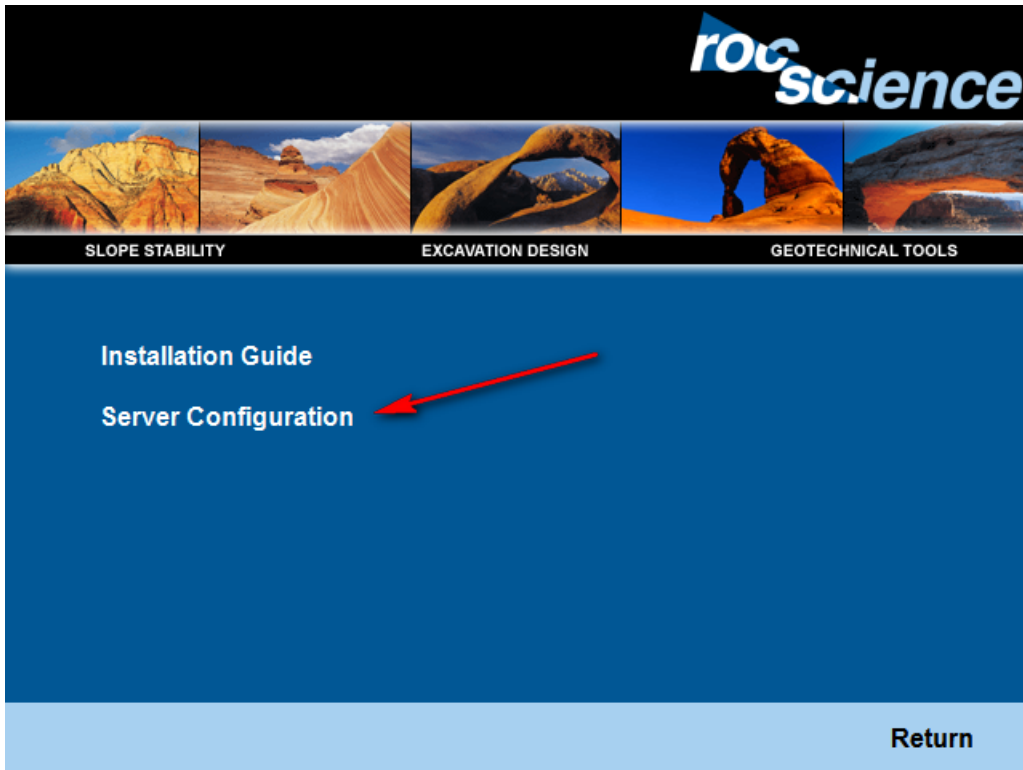 rocscience
SLOPE STABILITY EXCAVATION DESIGN GEOTECHNICAL TOOLS
Installation Guide
Server Configuration
Return